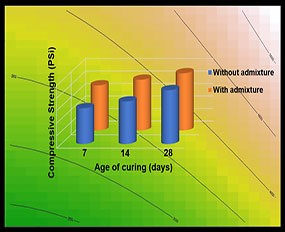 Compressive Strength (PSi)
Without admixture
With admixture
7 14 28
Age of curing (days)